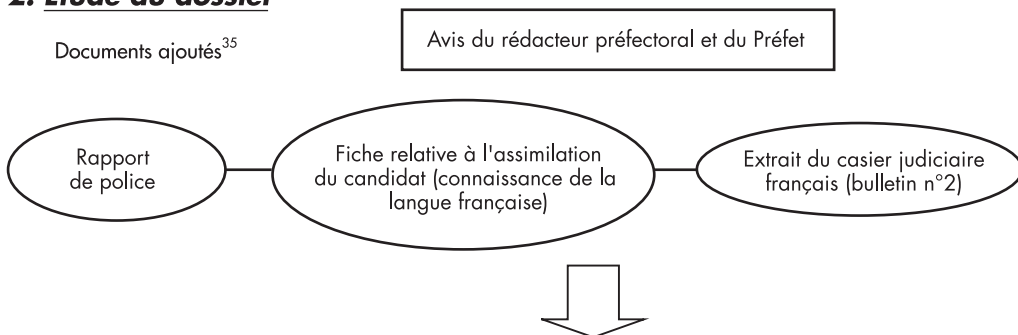 2. Etude du dossier
Documents ajoutés35
Avis du rédacteur préfectoral et du Préfet
Rapport
de police
Fiche relative à l'assimilation
du candidat (connaissance de la
langue française)
Extrait du casier judiciaire
français (bulletin n°2)